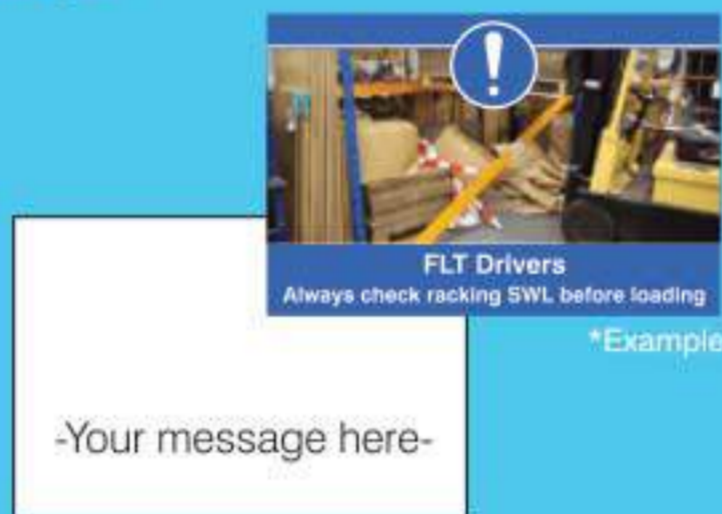 FLT Drivers
Always check racking SWL before loading
*Example
-Your message here-